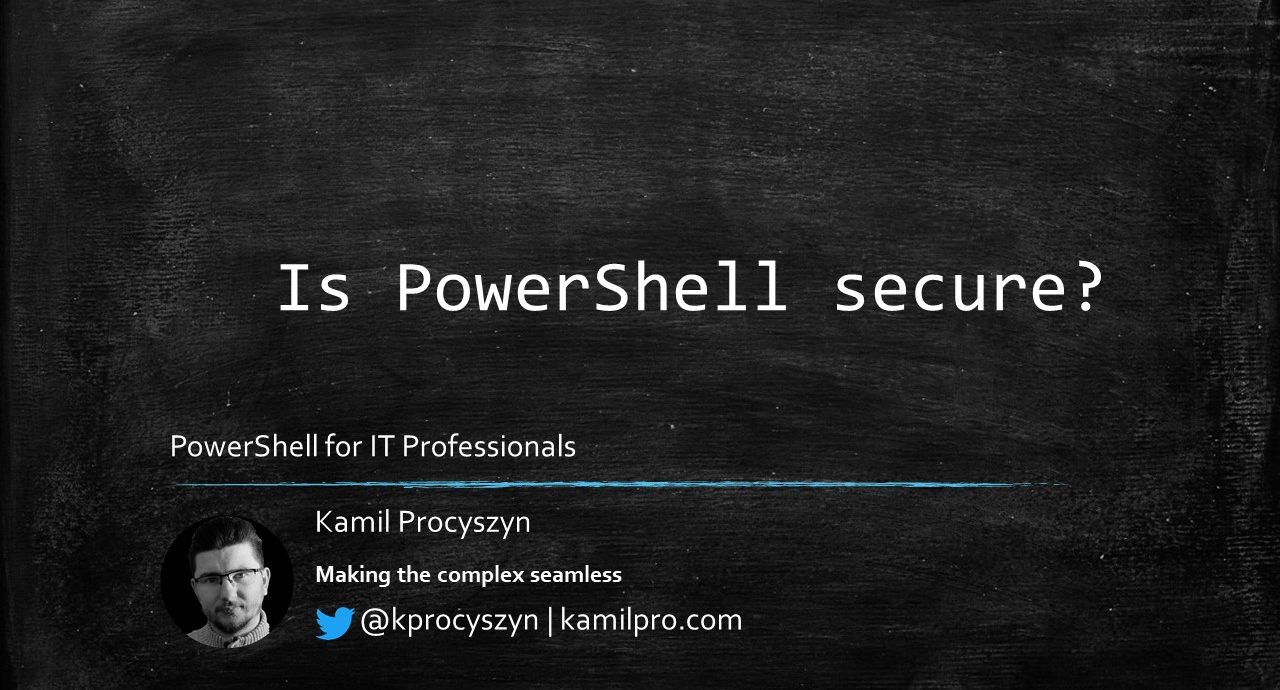 Is PowerShell secure?
PowerShell for IT Professionals
Kamil Procyszyn
Making the complex seamless
@kprocyszyn | kamilpro.com